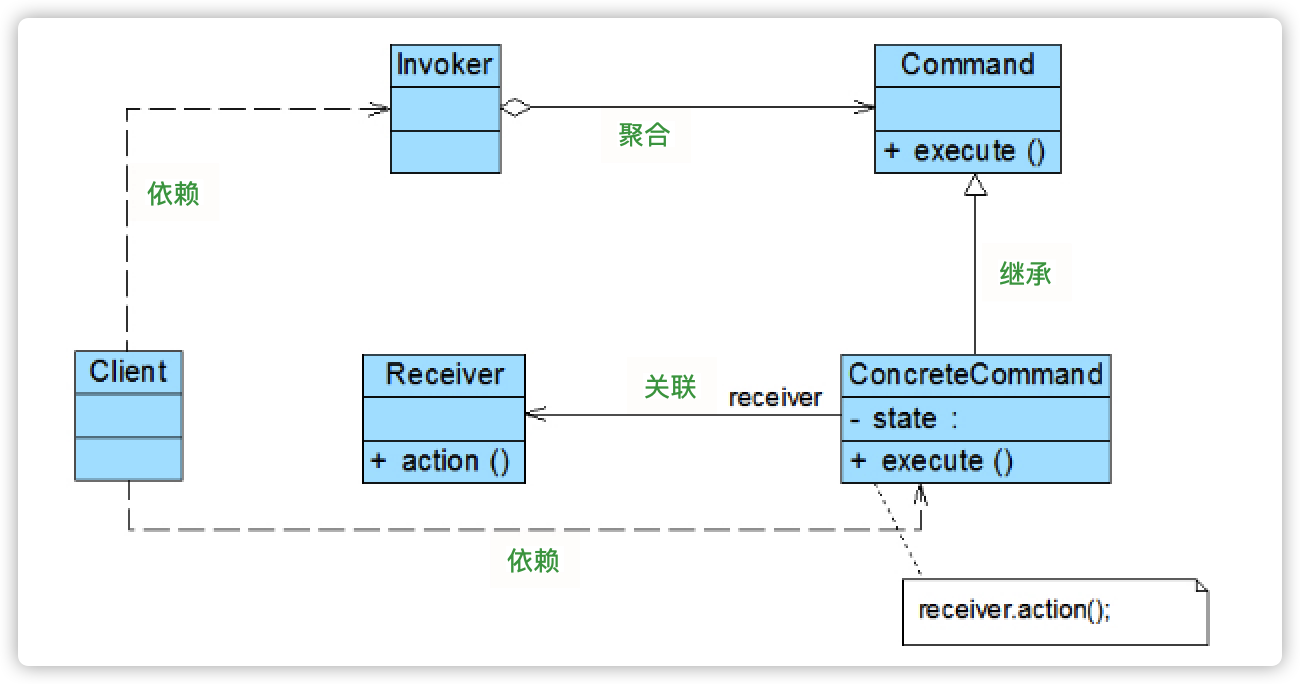 Invoker
Command
+ execute ()
聚合
依赖
继承
Client
Receiver
+ action ()
关联
receiver
ConcreteCommand
- state :
+ execute ()
依赖
receiver.action();